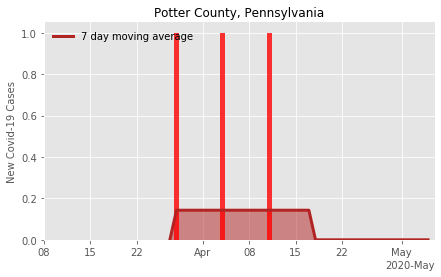 Potter County, Pennsylvania
7 day moving average
New Covid-19 Cases
1.0
0.8
0.6
0.4
0.2
0.0
08 15 22 Apr 08 15 22 May
2020-May